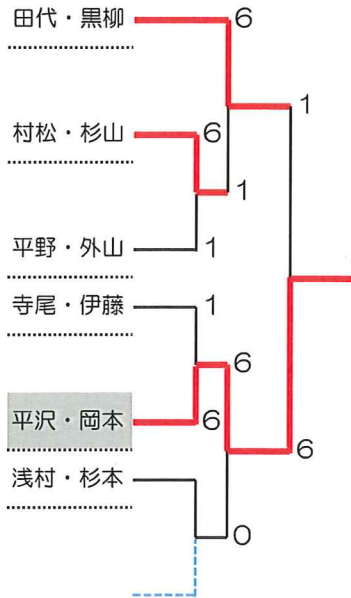 田代・黒柳 6
1
村松・杉山 6
1
平野・外山 1
寺尾・伊藤 1
6
平沢・岡本 6
6
浅村・杉本
0